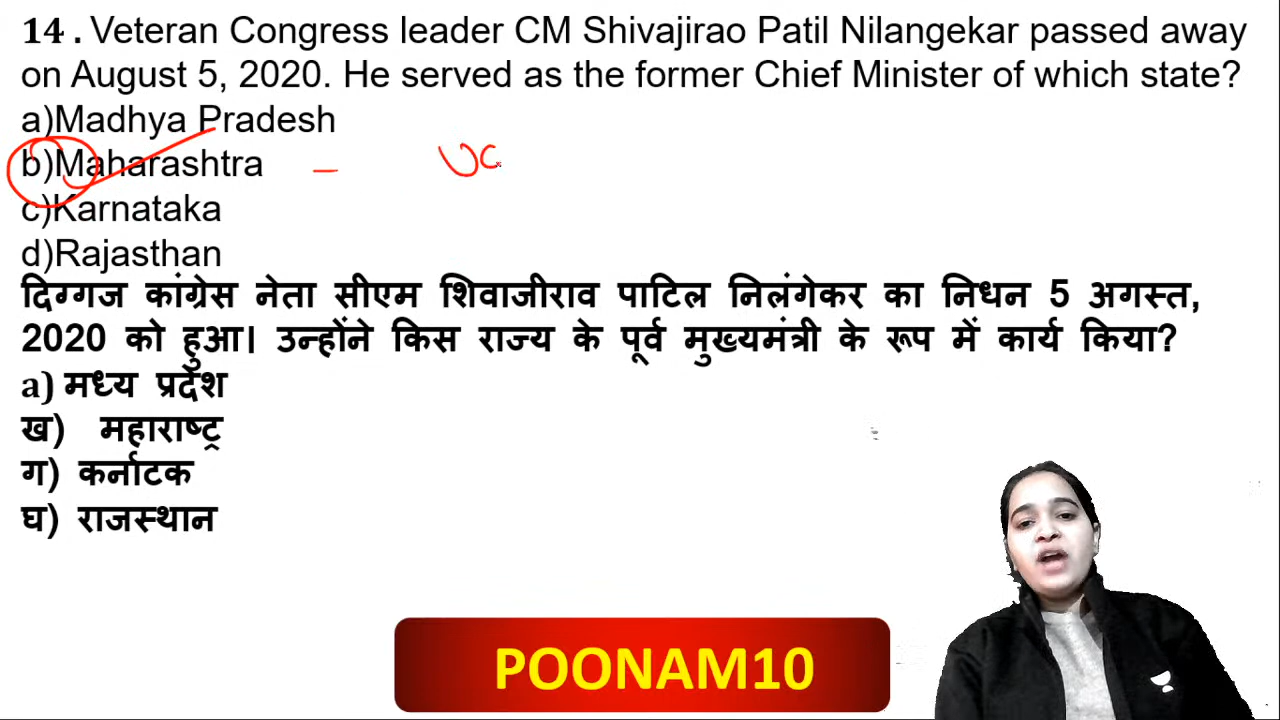 14 . Veteran Congress leader CM Shivajirao Patil Nilangekar passed away
on August 5, 2020. He served as the former Chief Minister of which state?
a)Madhya Pradesh
b)Maharashtra
c)Karnataka
d)Rajasthan
दिग्गज कांग्रेस नेता सीएम शिवाजीराव पाटिल निलंगेकर का निधन 5 अगस्त,
2020 को हुआ। उन्होंने किस राज्य के पूर्व मुख्यमंत्री के रूप में कार्य किया?
a) मध्य प्रदेश
ख) महाराष्ट्र
ग) कर्नाटक
घ) राजस्थान
POONAM10